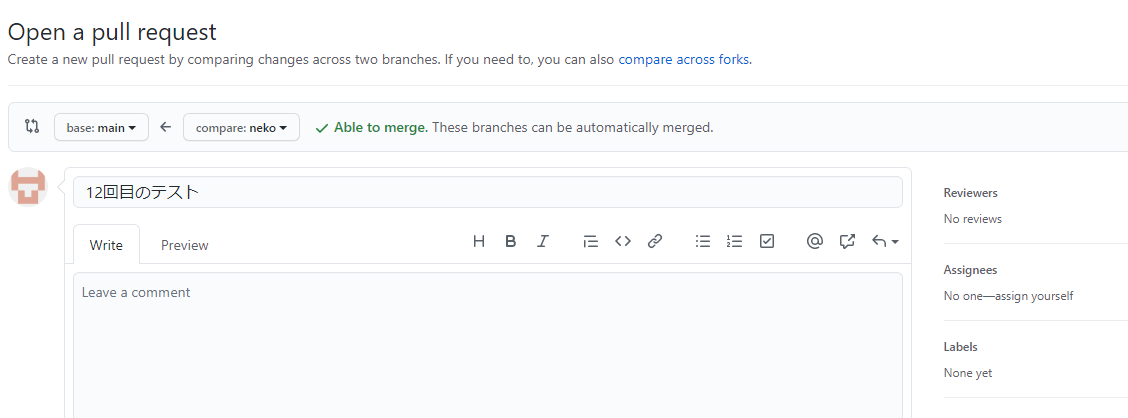 Open a pull request
Create a new pull request by comparing changes across two branches. If you need to, you can also compare across forks.
base: main
compare: neko
Able to merge. These branches can be automatically merged.
12回目のテスト
Write
Preview
Leave a comment
Reviewers
No reviews
Assignees
No one—assign yourself
Labels
None yet